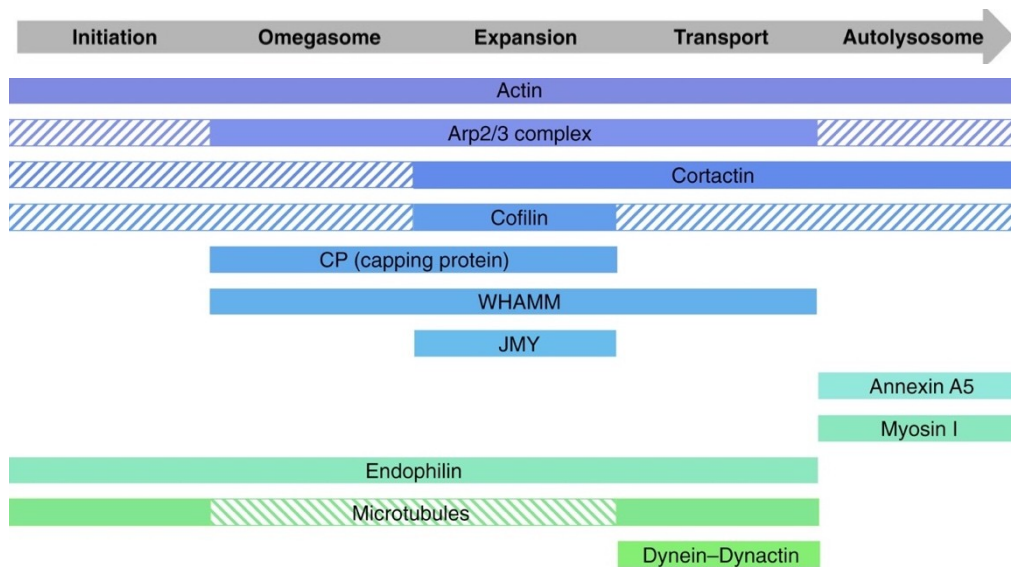 Initiation Omegasome Expansion Transport Autolysosome
Actin
Arp2/3 complex
Cortactin
Cofilin
CP (capping protein)
WHAMM
JMY
Annexin A5
Myosin I
Endophilin
Microtubules
Dynein–Dynactin